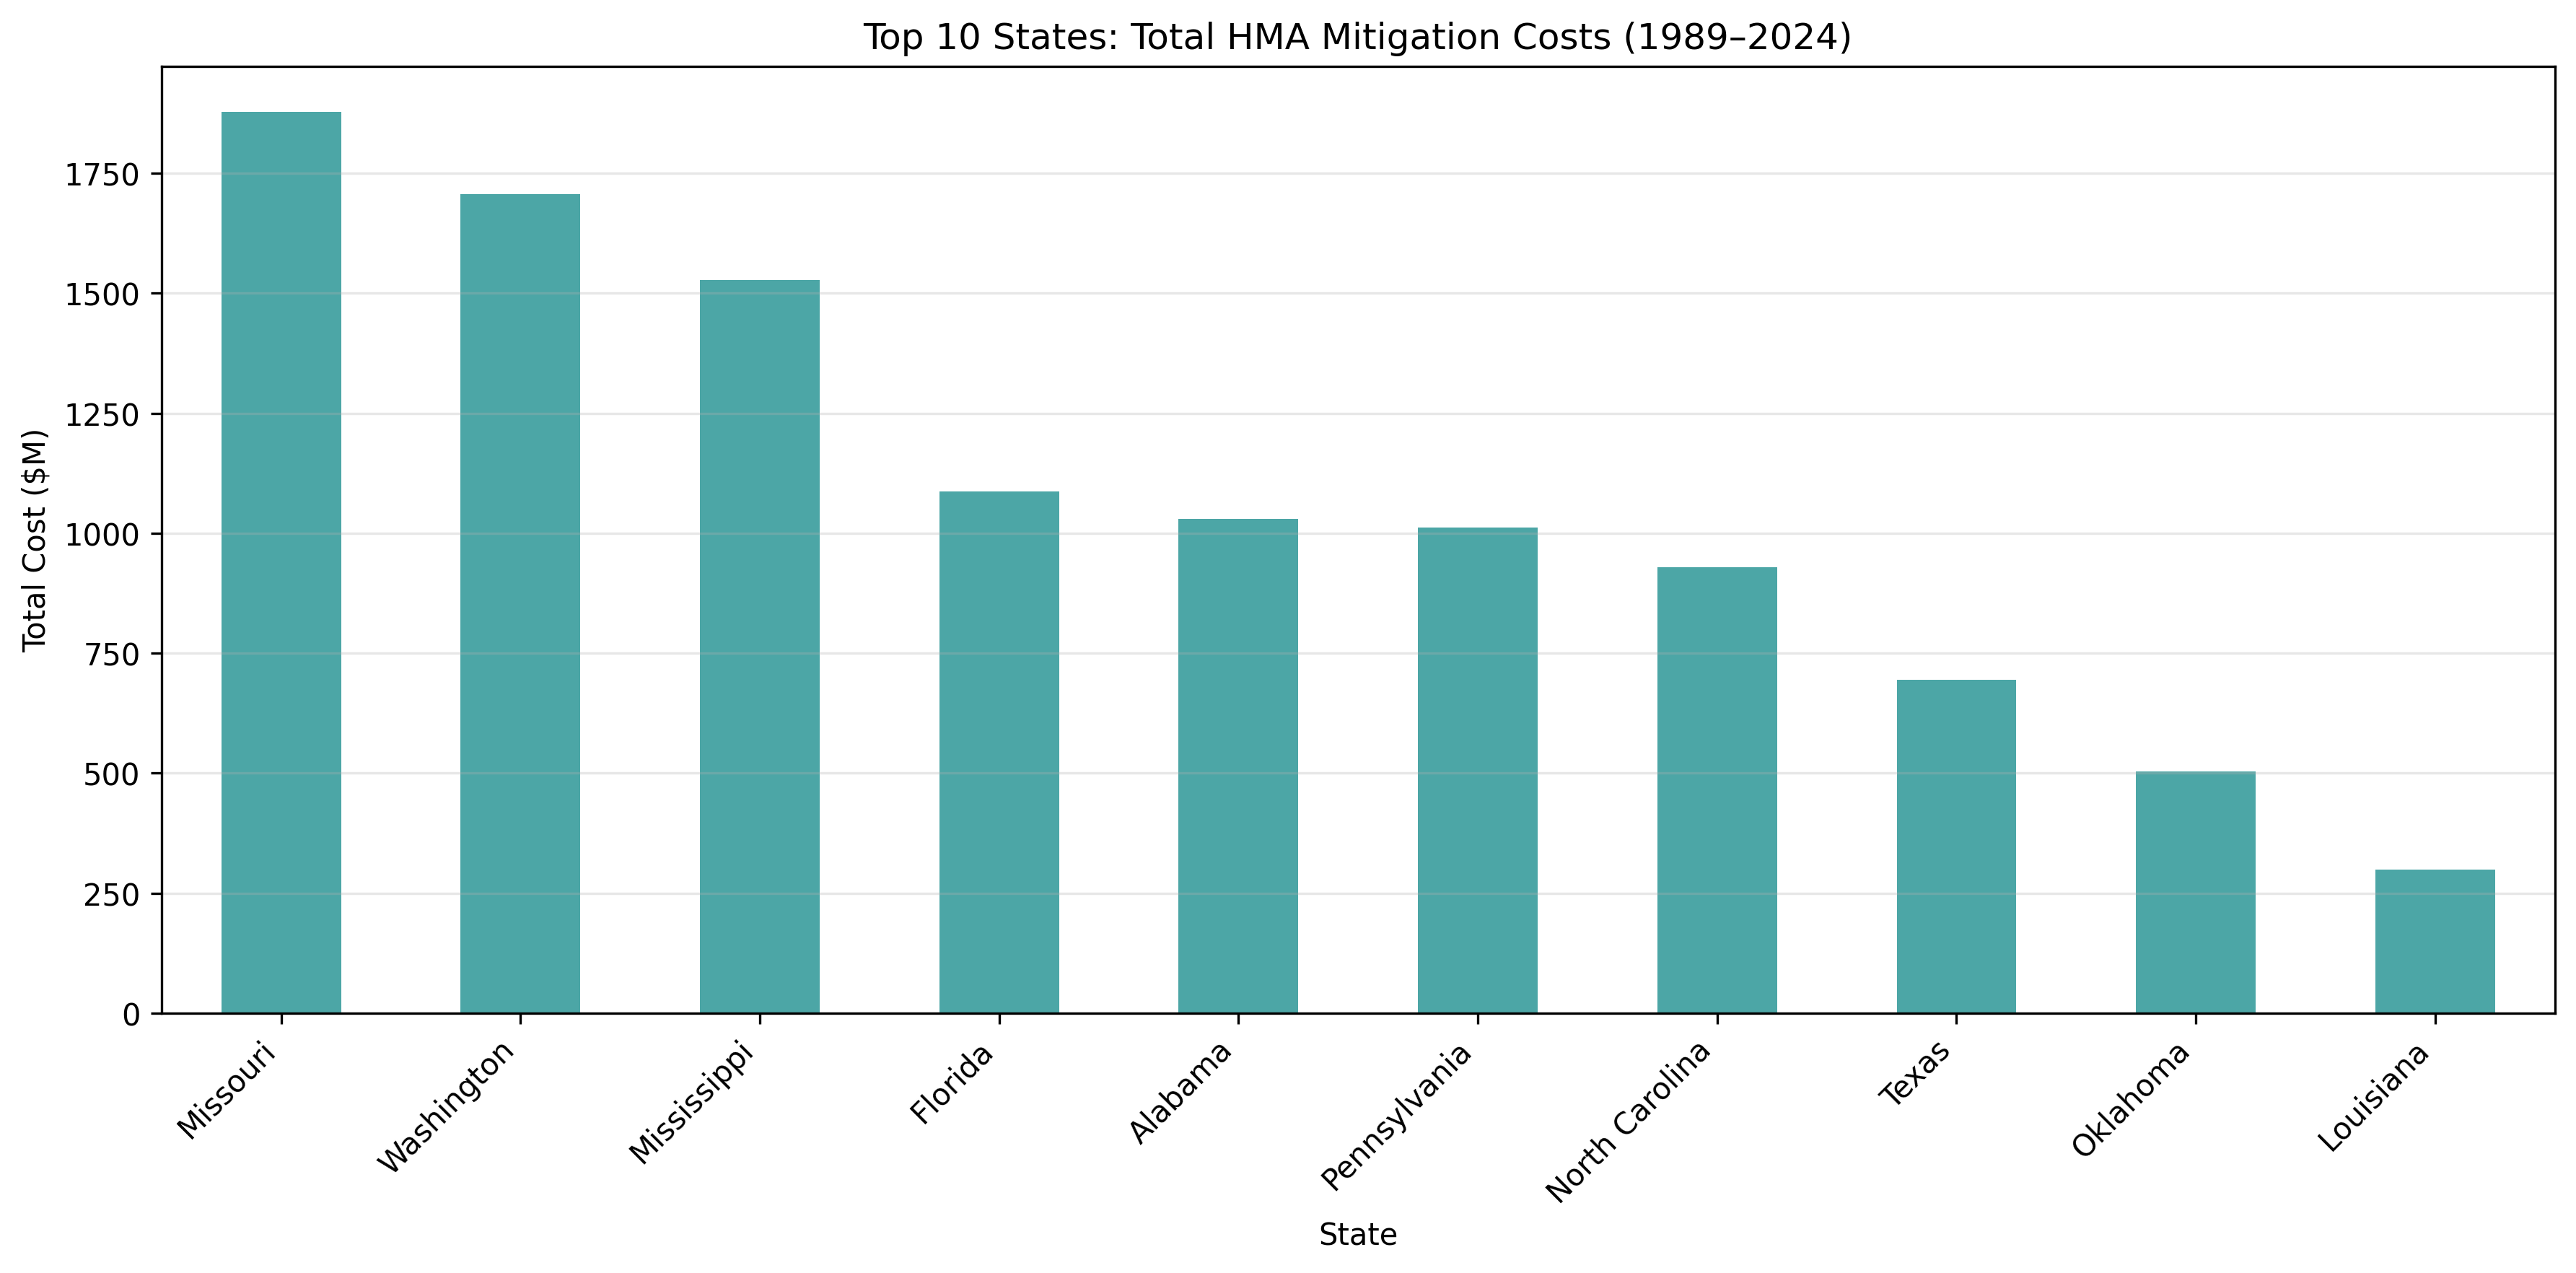 Top 10 States: Total HMA Mitigation Costs (1989–2024)
Total Cost ($M)
1750
1500
1250
1000
750
500
250
0
Missouri
Washington
Mississippi
Florida
Alabama
Pennsylvania
North Carolina
Texas
Oklahoma
Louisiana
State